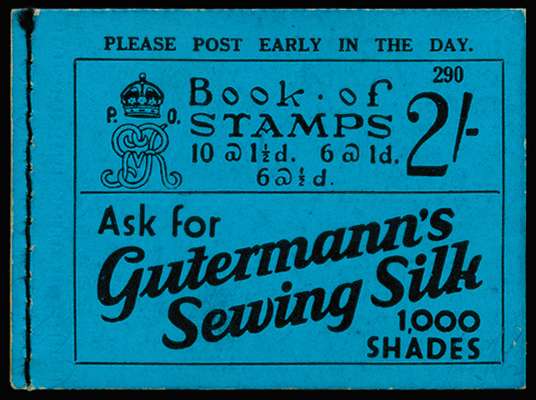 PLEASE POST EARLY IN THE DAY.
290
P. O.
Book · of
STAMPS
2/-
10 @ 1½d. 6 @ 1d.
6 @ ½d.
Ask for
Gutermann's
Sewing Silk
1,000
SHADES